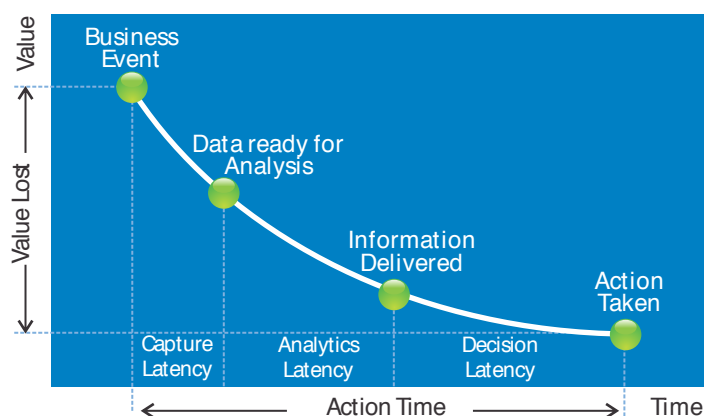 Value
Business
Event
Data ready for
Analysis
Value Lost
Information
Delivered
Action
Taken
Capture
Latency
Analytics
Latency
Decision
Latency
Action Time
Time